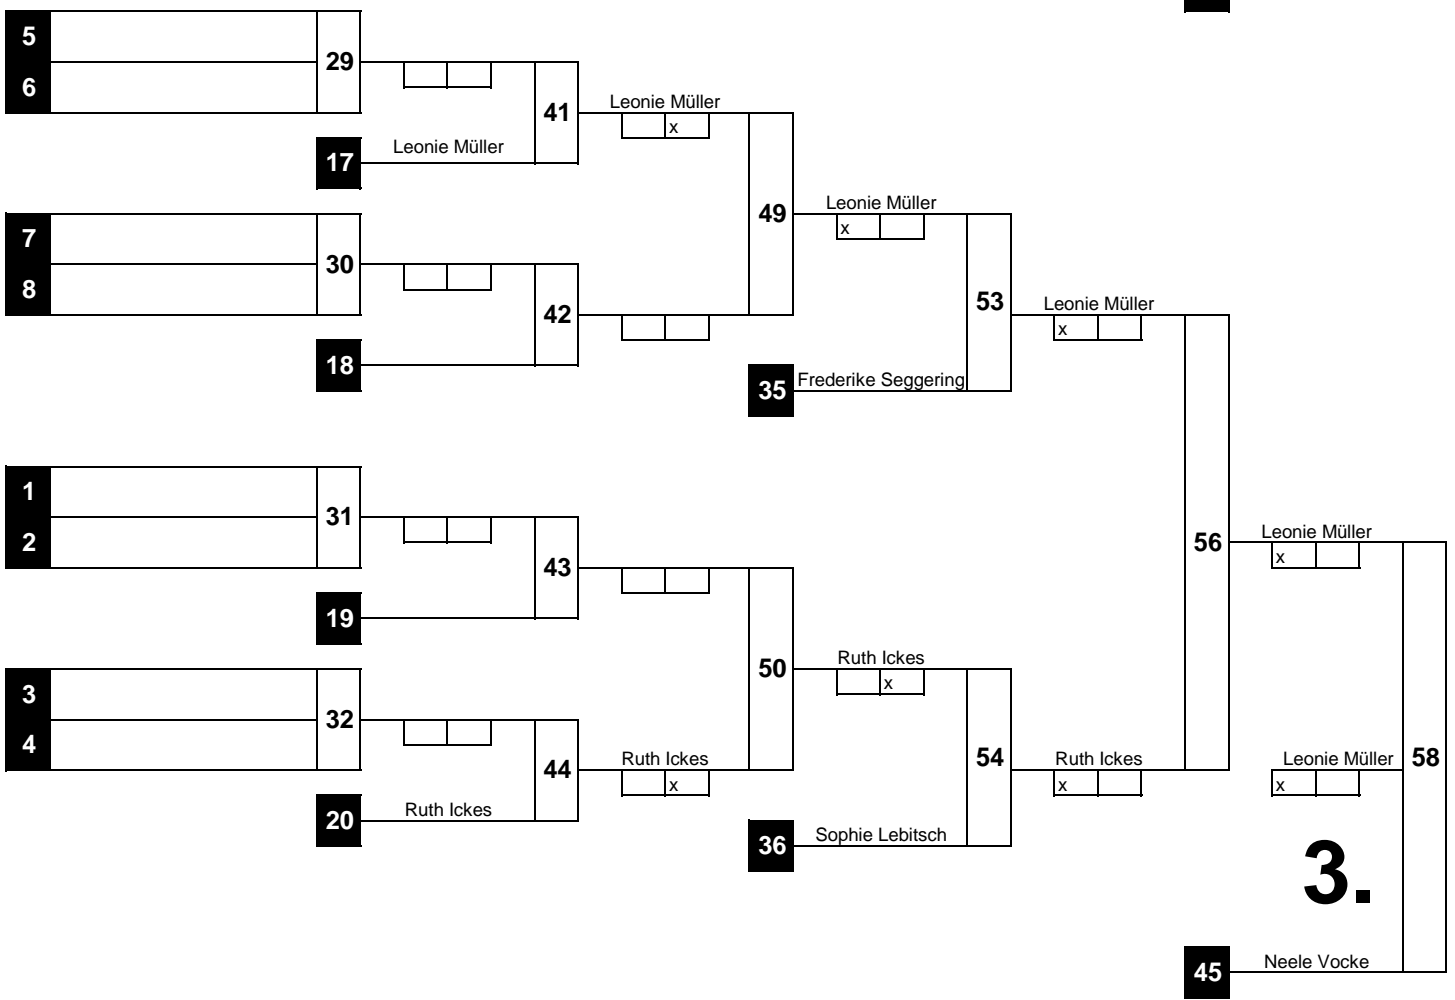 5
29
6
41
Leonie Müller
x
17
Leonie Müller
7
49
Leonie Müller
x
30
8
42
53
Leonie Müller
x
18
35
Frederike Seggering
1
31
2
56
Leonie Müller
x
43
19
50
Ruth Ickes
x
3
32
4
44
Ruth Ickes
x
54
Ruth Ickes
x
Leonie Müller
x
58
20
Ruth Ickes
36
Sophie Lebitsch
3.
45
Neele Vocke